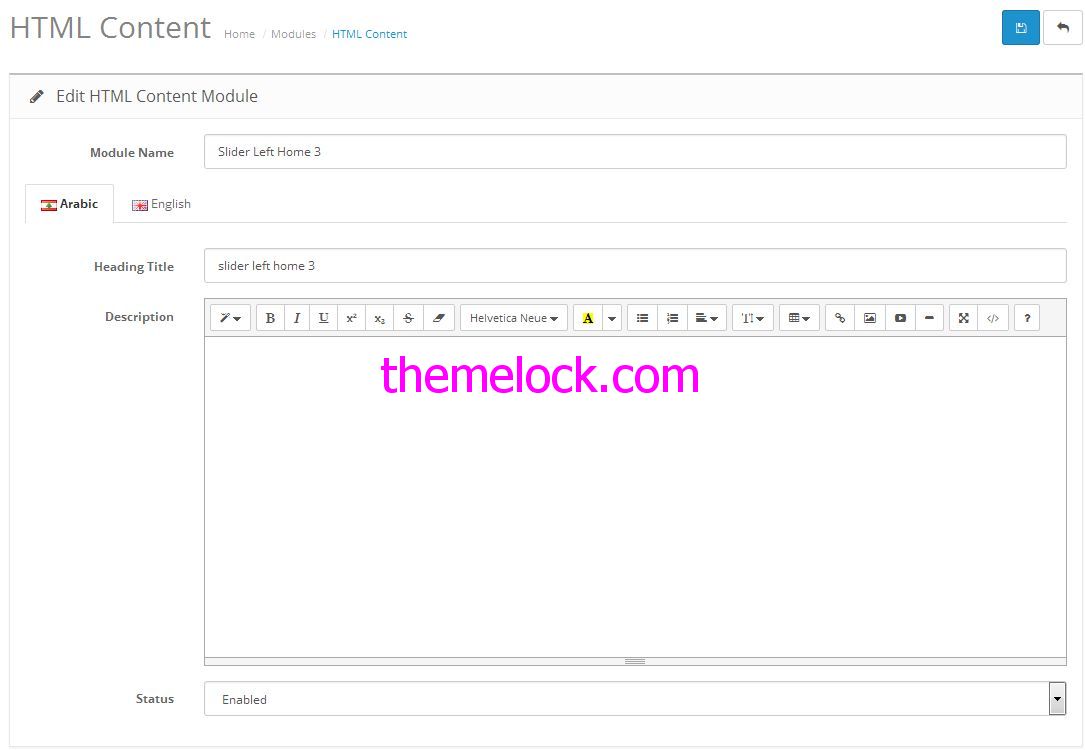 HTML Content Home / Modules / HTML Content
Edit HTML Content Module
Module Name Slider Left Home 3
Arabic English
Heading Title slider left home 3
Description B I U x² x₂ S Helvetica Neue A TI </> ?
themelock.com
Status Enabled